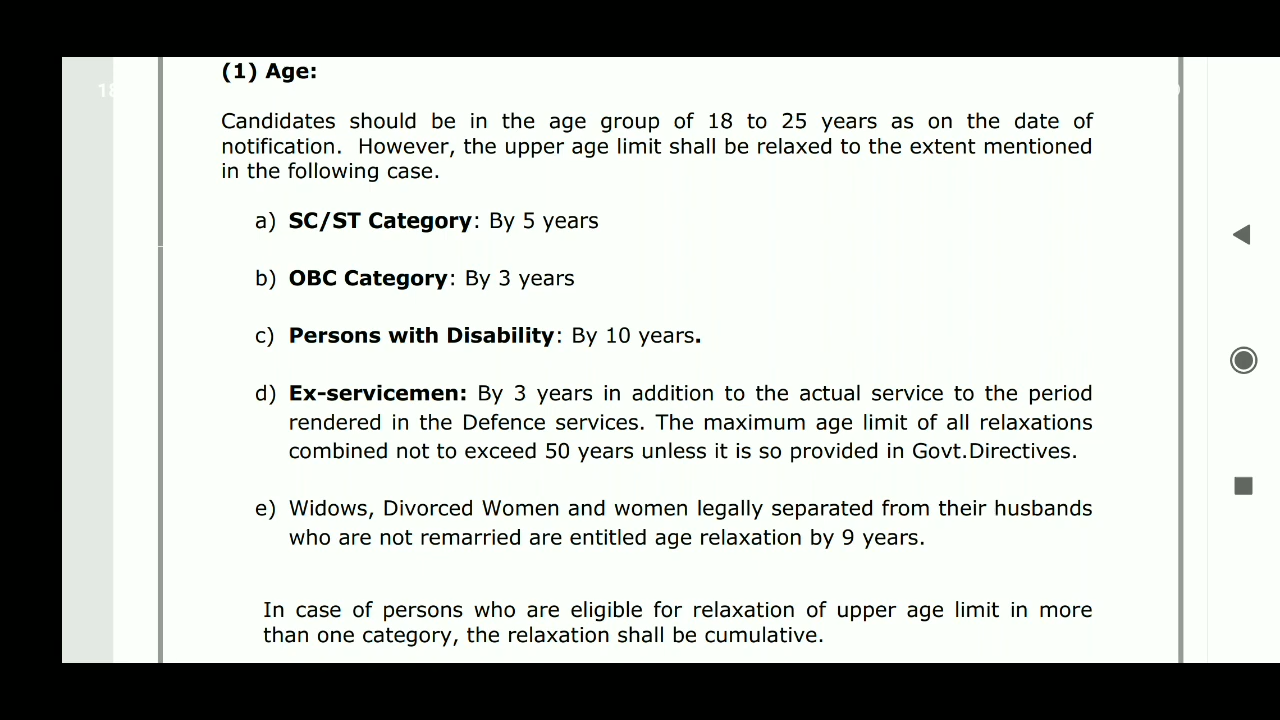 (1) Age:
Candidates should be in the age group of 18 to 25 years as on the date of
notification. However, the upper age limit shall be relaxed to the extent mentioned
in the following case.
a) SC/ST Category: By 5 years
b) OBC Category: By 3 years
c) Persons with Disability: By 10 years.
d) Ex-servicemen: By 3 years in addition to the actual service to the period
rendered in the Defence services. The maximum age limit of all relaxations
combined not to exceed 50 years unless it is so provided in Govt.Directives.
e) Widows, Divorced Women and women legally separated from their husbands
who are not remarried are entitled age relaxation by 9 years.
In case of persons who are eligible for relaxation of upper age limit in more
than one category, the relaxation shall be cumulative.